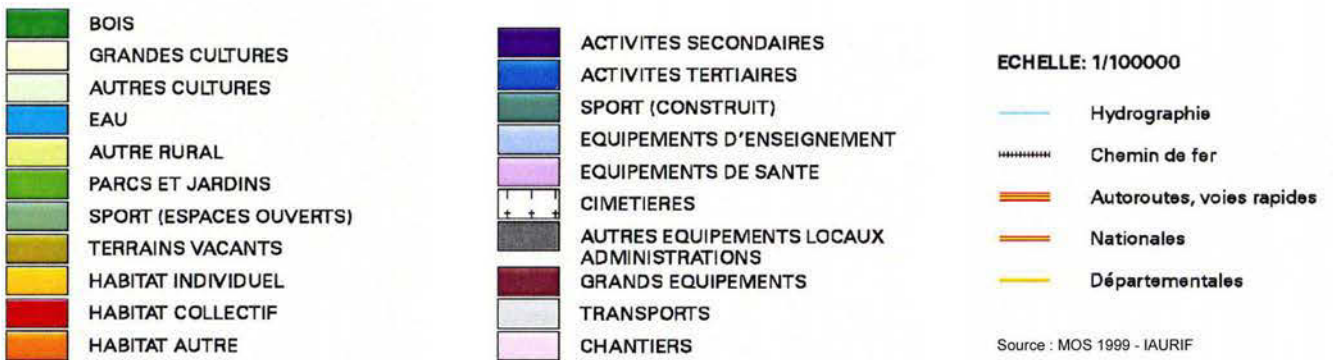 BOIS
GRANDES CULTURES
AUTRES CULTURES
EAU
AUTRE RURAL
PARCS ET JARDINS
SPORT (ESPACES OUVERTS)
TERRAINS VACANTS
HABITAT INDIVIDUEL
HABITAT COLLECTIF
HABITAT AUTRE
ACTIVITES SECONDAIRES
ACTIVITES TERTIAIRES
SPORT (CONSTRUIT)
EQUIPEMENTS D'ENSEIGNEMENT
EQUIPEMENTS DE SANTE
CIMETIERES
AUTRES EQUIPEMENTS LOCAUX
ADMINISTRATIONS
GRANDS EQUIPEMENTS
TRANSPORTS
CHANTIERS
ECHELLE: 1/100000
Hydrographie
Chemin de fer
Autoroutes, voies rapides
Nationales
Départementales
Source : MOS 1999 - IAURIF